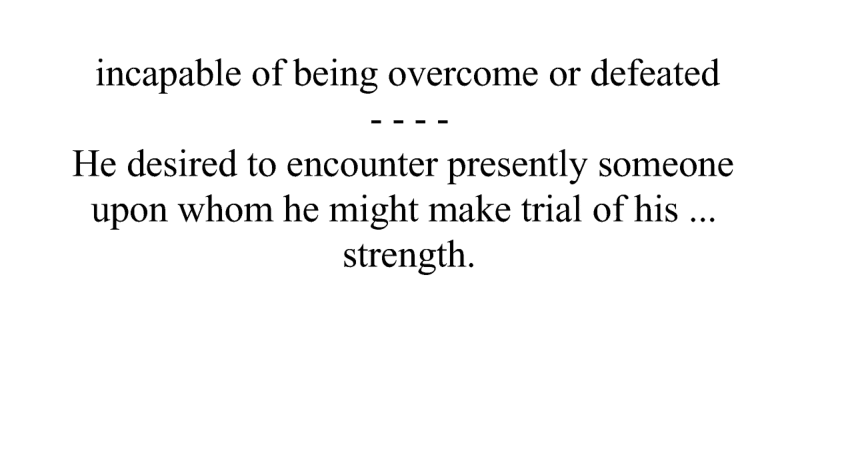 incapable of being overcome or defeated
- - - -
He desired to encounter presently someone
upon whom he might make trial of his ...
strength.